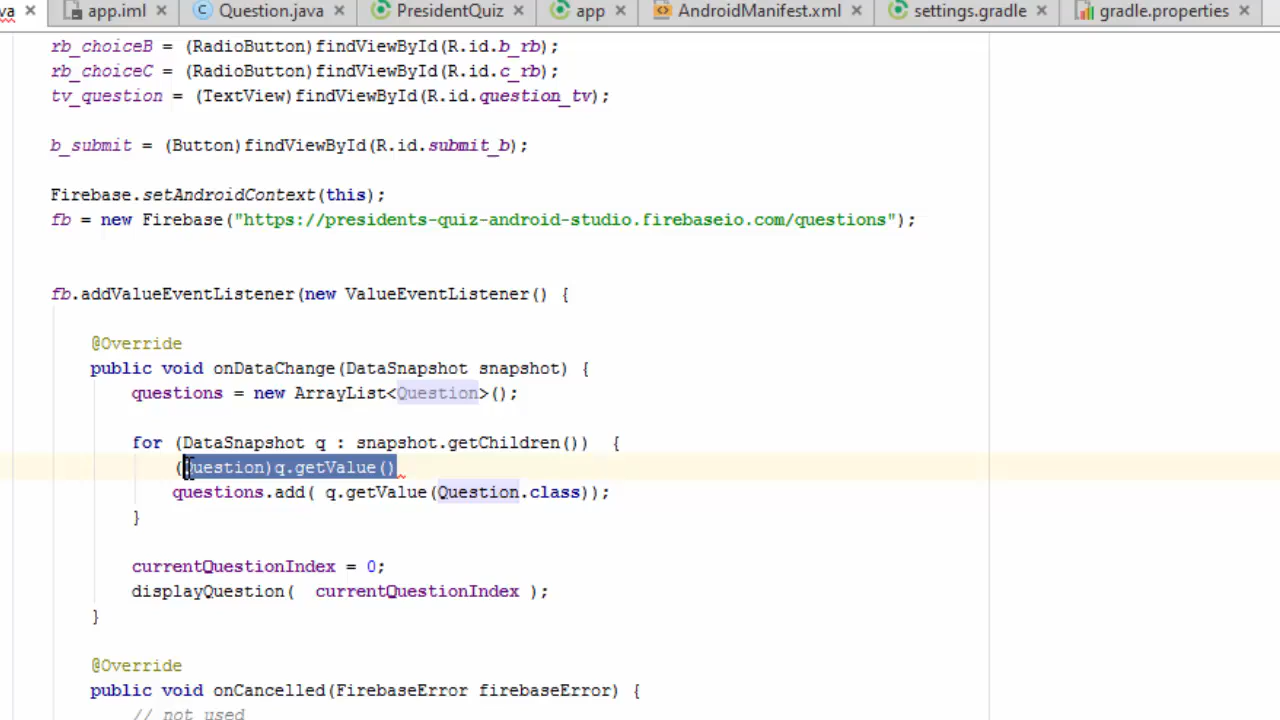 va app.iml Question.java PresidentQuiz app AndroidManifest.xml settings.gradle gradle.properties
rb_choiceB = (RadioButton)findViewById(R.id.b_rb);
rb_choiceC = (RadioButton)findViewById(R.id.c_rb);
tv_question = (TextView)findViewById(R.id.question_tv);
b_submit = (Button)findViewById(R.id.submit_b);
Firebase.setAndroidContext(this);
fb = new Firebase("https://presidents-quiz-android-studio.firebaseio.com/questions");
fb.addValueEventListener(new ValueEventListener() {
@Override
public void onDataChange(DataSnapshot snapshot) {
questions = new ArrayList<Question>();
for (DataSnapshot q : snapshot.getChildren()) {
(Question)q.getValue()
questions.add( q.getValue(Question.class));
}
currentQuestionIndex = 0;
displayQuestion( currentQuestionIndex );
}
@Override
public void onCancelled(FirebaseError firebaseError) {
// not used